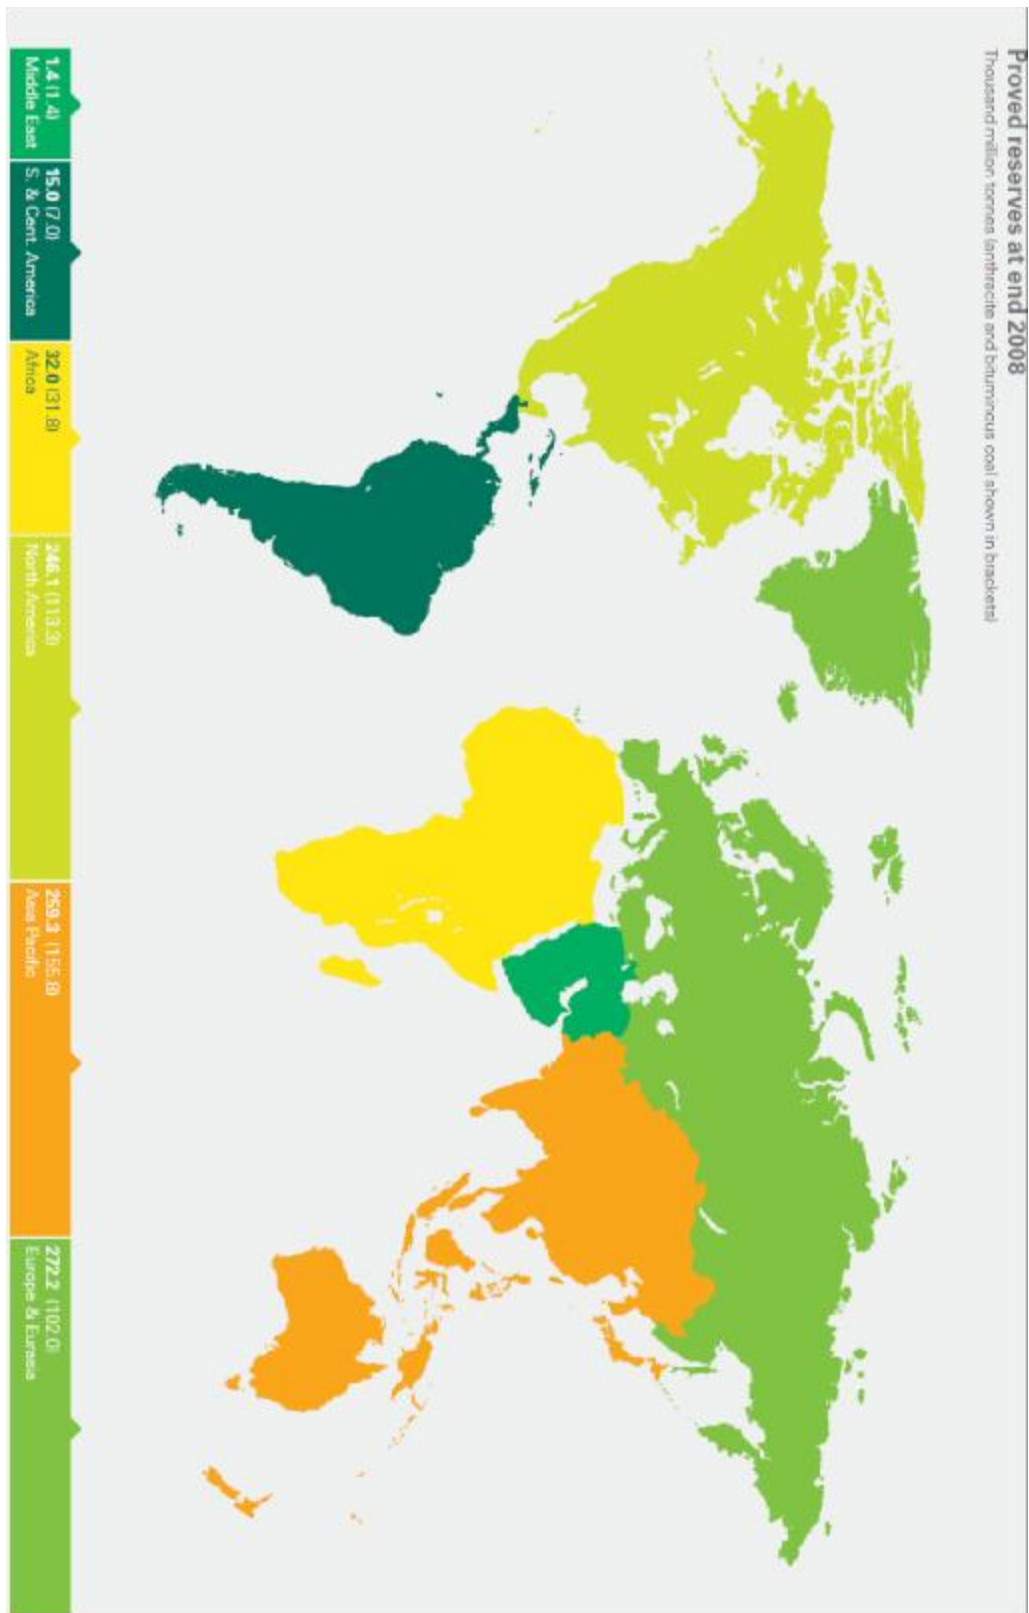 Proved reserves at end 2008
Thousand million tonnes (anthracite and bituminous coal shown in brackets)
1.4 (1.4)
Middle East
15.0 (7.0)
S. & Cent. America
32.0 (31.8)
Africa
246.1 (113.3)
North America
259.3 (155.8)
Asia Pacific
272.2 (102.0)
Europe & Eurasia